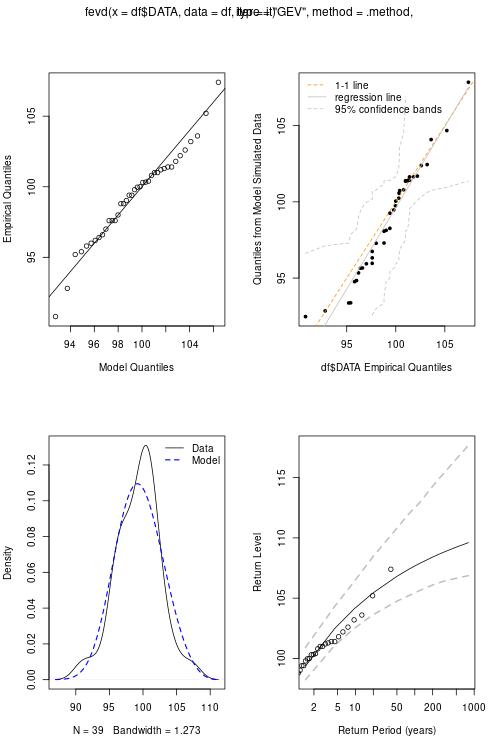 fevd(x = df$DATA, data = df, type = "GEV", method = .method,
105
100
95
Empirical Quantiles
94 96 98 100 104
Model Quantiles
1-1 line
regression line
95% confidence bands
105
100
95
Quantiles from Model Simulated Data
95 100 105
df$DATA Empirical Quantiles
Data
Model
0.12
0.10
0.08
0.06
0.04
0.02
0.00
Density
90 95 100 105 110
N = 39 Bandwidth = 1.273
115
110
105
100
Return Level
2 5 10 50 200 1000
Return Period (years)